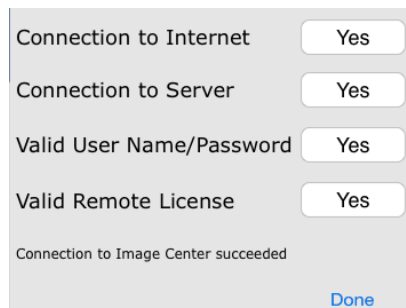 Connection to Internet Yes
Connection to Server Yes
Valid User Name/Password Yes
Valid Remote License Yes
Connection to Image Center succeeded
Done